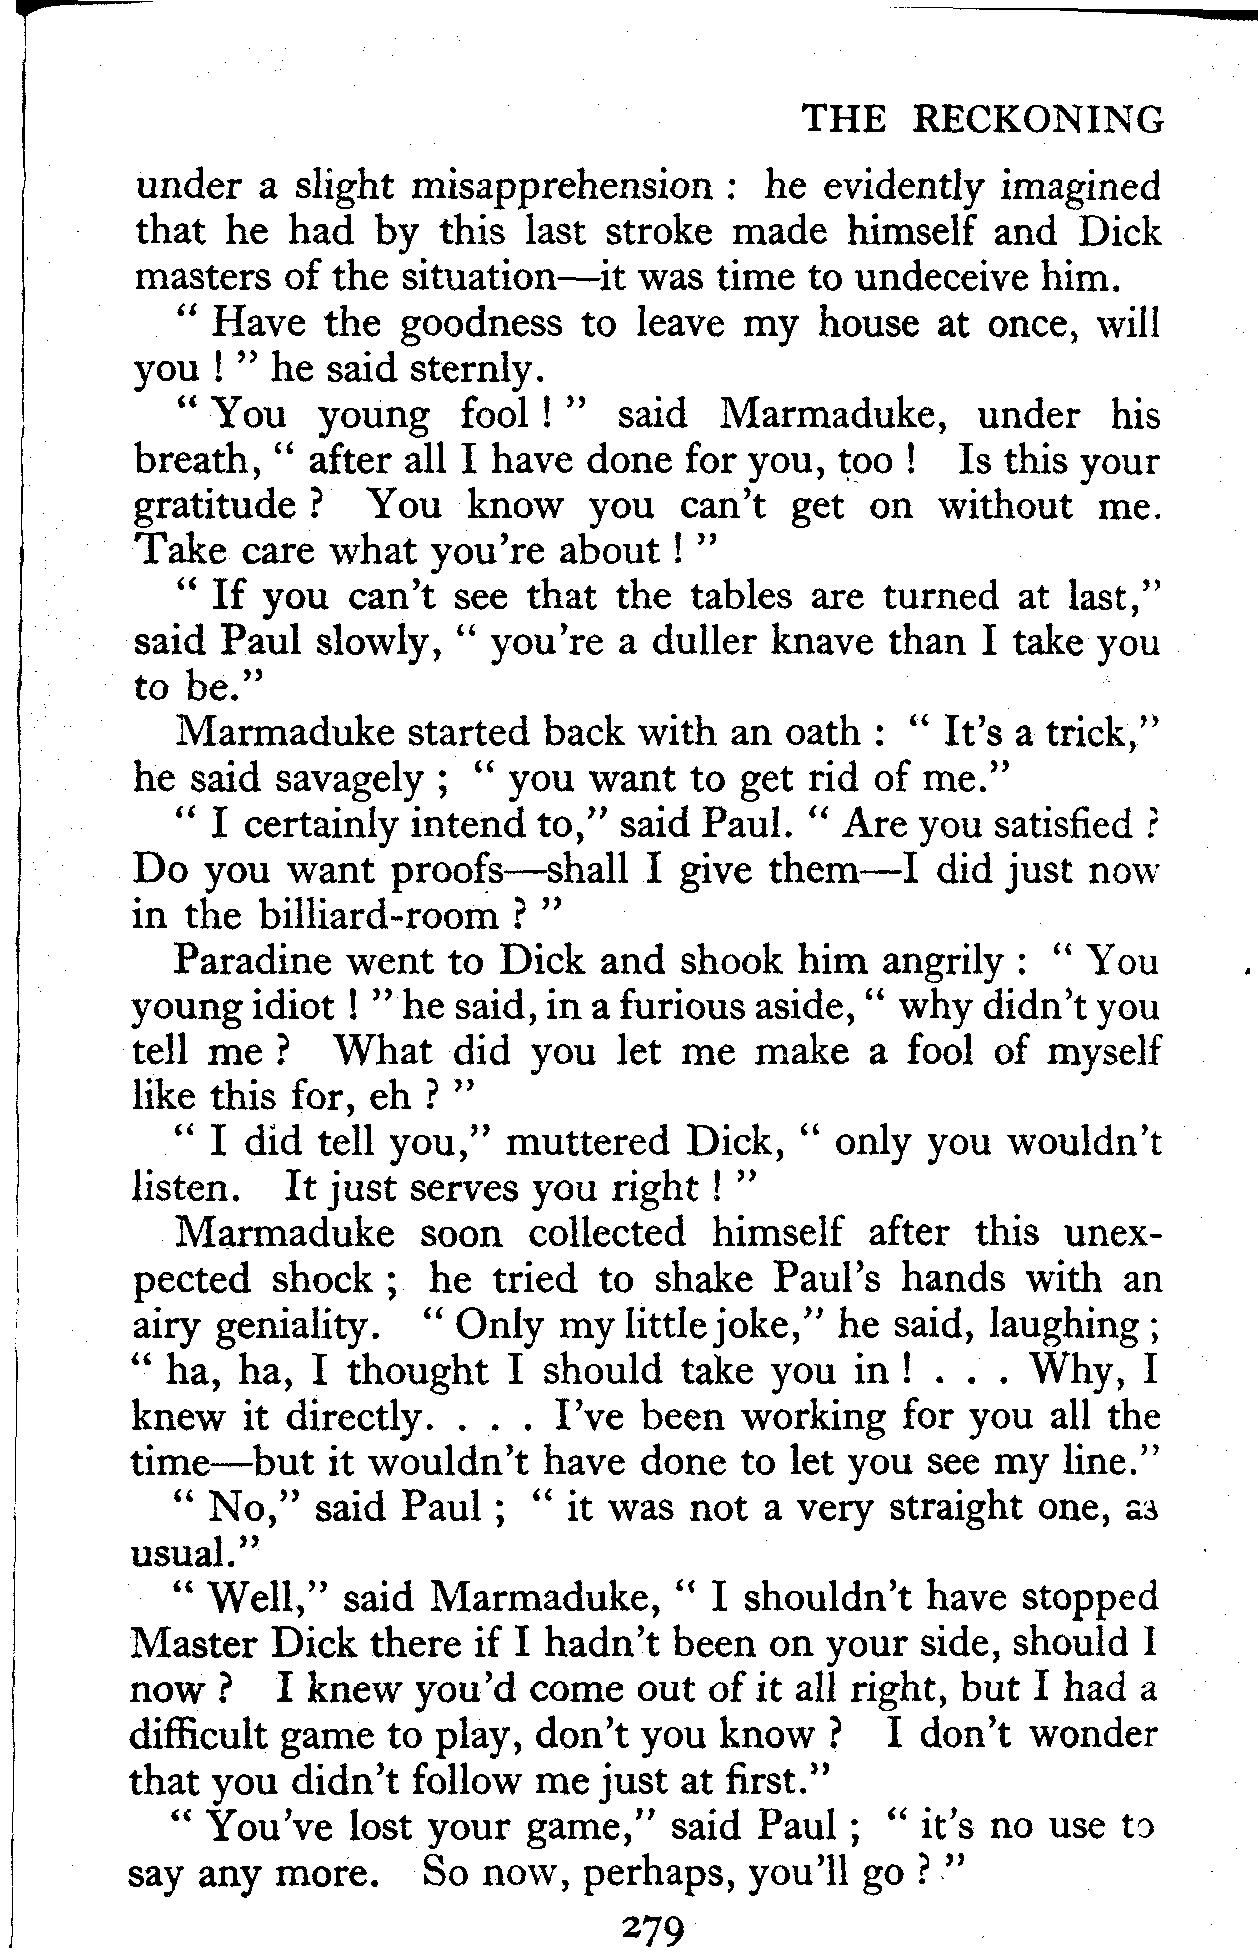 THE RECKONING
under a slight misapprehension : he evidently imagined
that he had by this last stroke made himself and Dick
masters of the situation—it was time to undeceive him.
“ Have the goodness to leave my house at once, will
you ! ” he said sternly.
“ You young fool ! ” said Marmaduke, under his
breath, “ after all I have done for you, too ! Is this your
gratitude ? You know you can't get on without me.
Take care what you're about ! ”
“ If you can't see that the tables are turned at last,”
said Paul slowly, “ you're a duller knave than I take you
to be.”
Marmaduke started back with an oath : “ It's a trick,”
he said savagely ; “ you want to get rid of me.”
“ I certainly intend to,” said Paul. “ Are you satisfied ?
Do you want proofs—shall I give them—I did just now
in the billiard-room ? ”
Paradine went to Dick and shook him angrily : “ You
young idiot ! ” he said, in a furious aside, “ why didn't you
tell me ? What did you let me make a fool of myself
like this for, eh ? ”
“ I did tell you,” muttered Dick, “ only you wouldn't
listen. It just serves you right ! ”
Marmaduke soon collected himself after this unex-
pected shock ; he tried to shake Paul's hands with an
airy geniality. “ Only my little joke,” he said, laughing ;
“ ha, ha, I thought I should take you in ! . . . Why, I
knew it directly. . . . I've been working for you all the
time—but it wouldn't have done to let you see my line.”
“ No,” said Paul ; “ it was not a very straight one, as
usual.”
“ Well,” said Marmaduke, “ I shouldn't have stopped
Master Dick there if I hadn't been on your side, should I
now ? I knew you'd come out of it all right, but I had a
difficult game to play, don't you know ? I don't wonder
that you didn't follow me just at first.”
“ You've lost your game,” said Paul ; “ it's no use to
say any more. So now, perhaps, you'll go ? ”
279